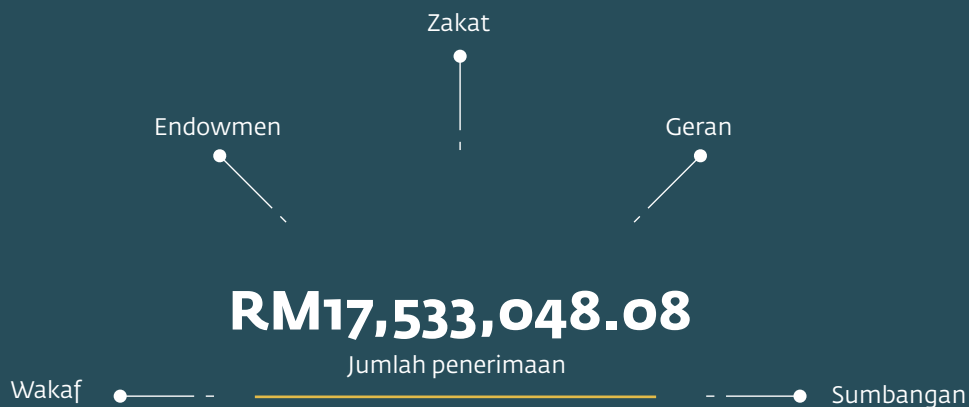 Zakat
Endowmen
Geran
RM17,533,048.08
Jumlah penerimaan
Wakaf
Sumbangan